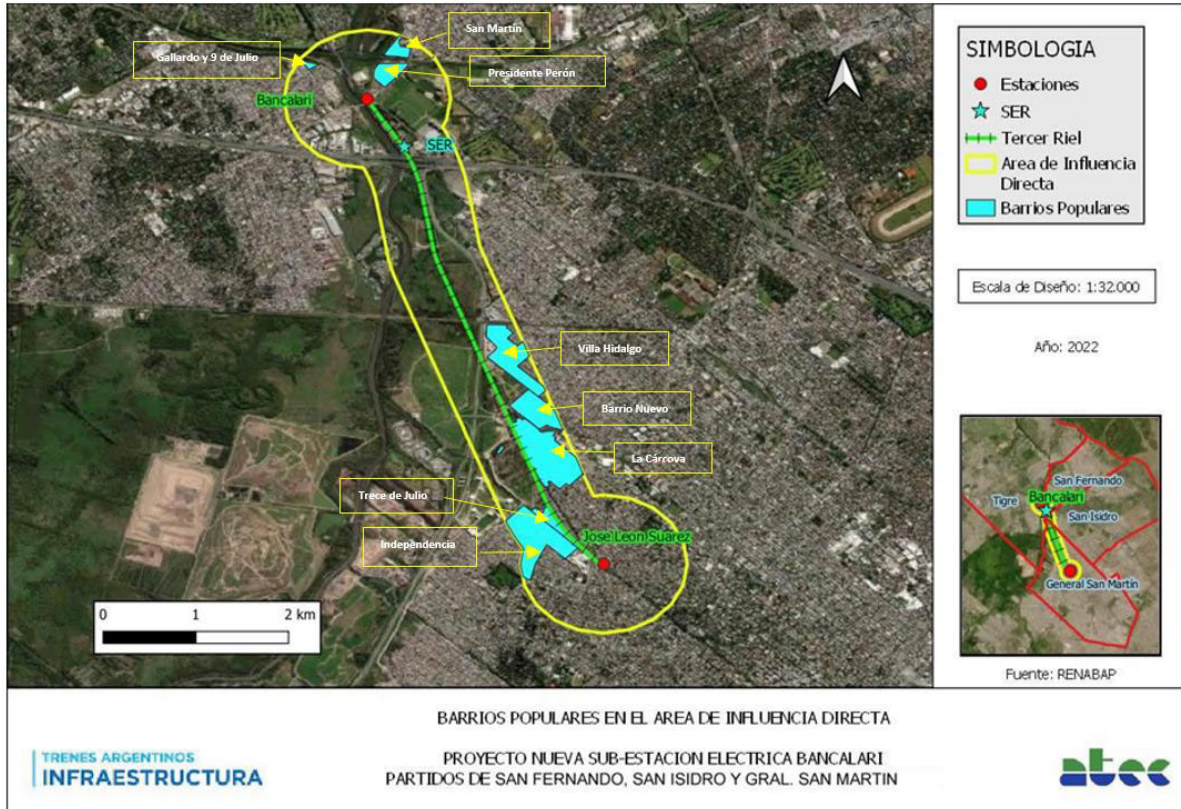 San Martín
Gallardo y 9 de Julio
Presidente Perón
Bancalari
SER
Villa Hidalgo
Barrio Nuevo
La Cárcova
Trece de Julio
Independencia
Jose Leon Suarez
0 1 2 km
SIMBOLOGIA
Estaciones
SER
Tercer Riel
Area de Influencia
Directa
Barrios Populares
Escala de Diseño: 1:32.000
Año: 2022
San Fernando
Tigre
Bancalari
San Isidro
General San Martín
Fuente: RENABAP
BARRIOS POPULARES EN EL AREA DE INFLUENCIA DIRECTA
PROYECTO NUEVA SUB-ESTACION ELECTRICA BANCALARI
PARTIDOS DE SAN FERNANDO, SAN ISIDRO Y GRAL. SAN MARTIN
TRENES ARGENTINOS
INFRAESTRUCTURA
atec